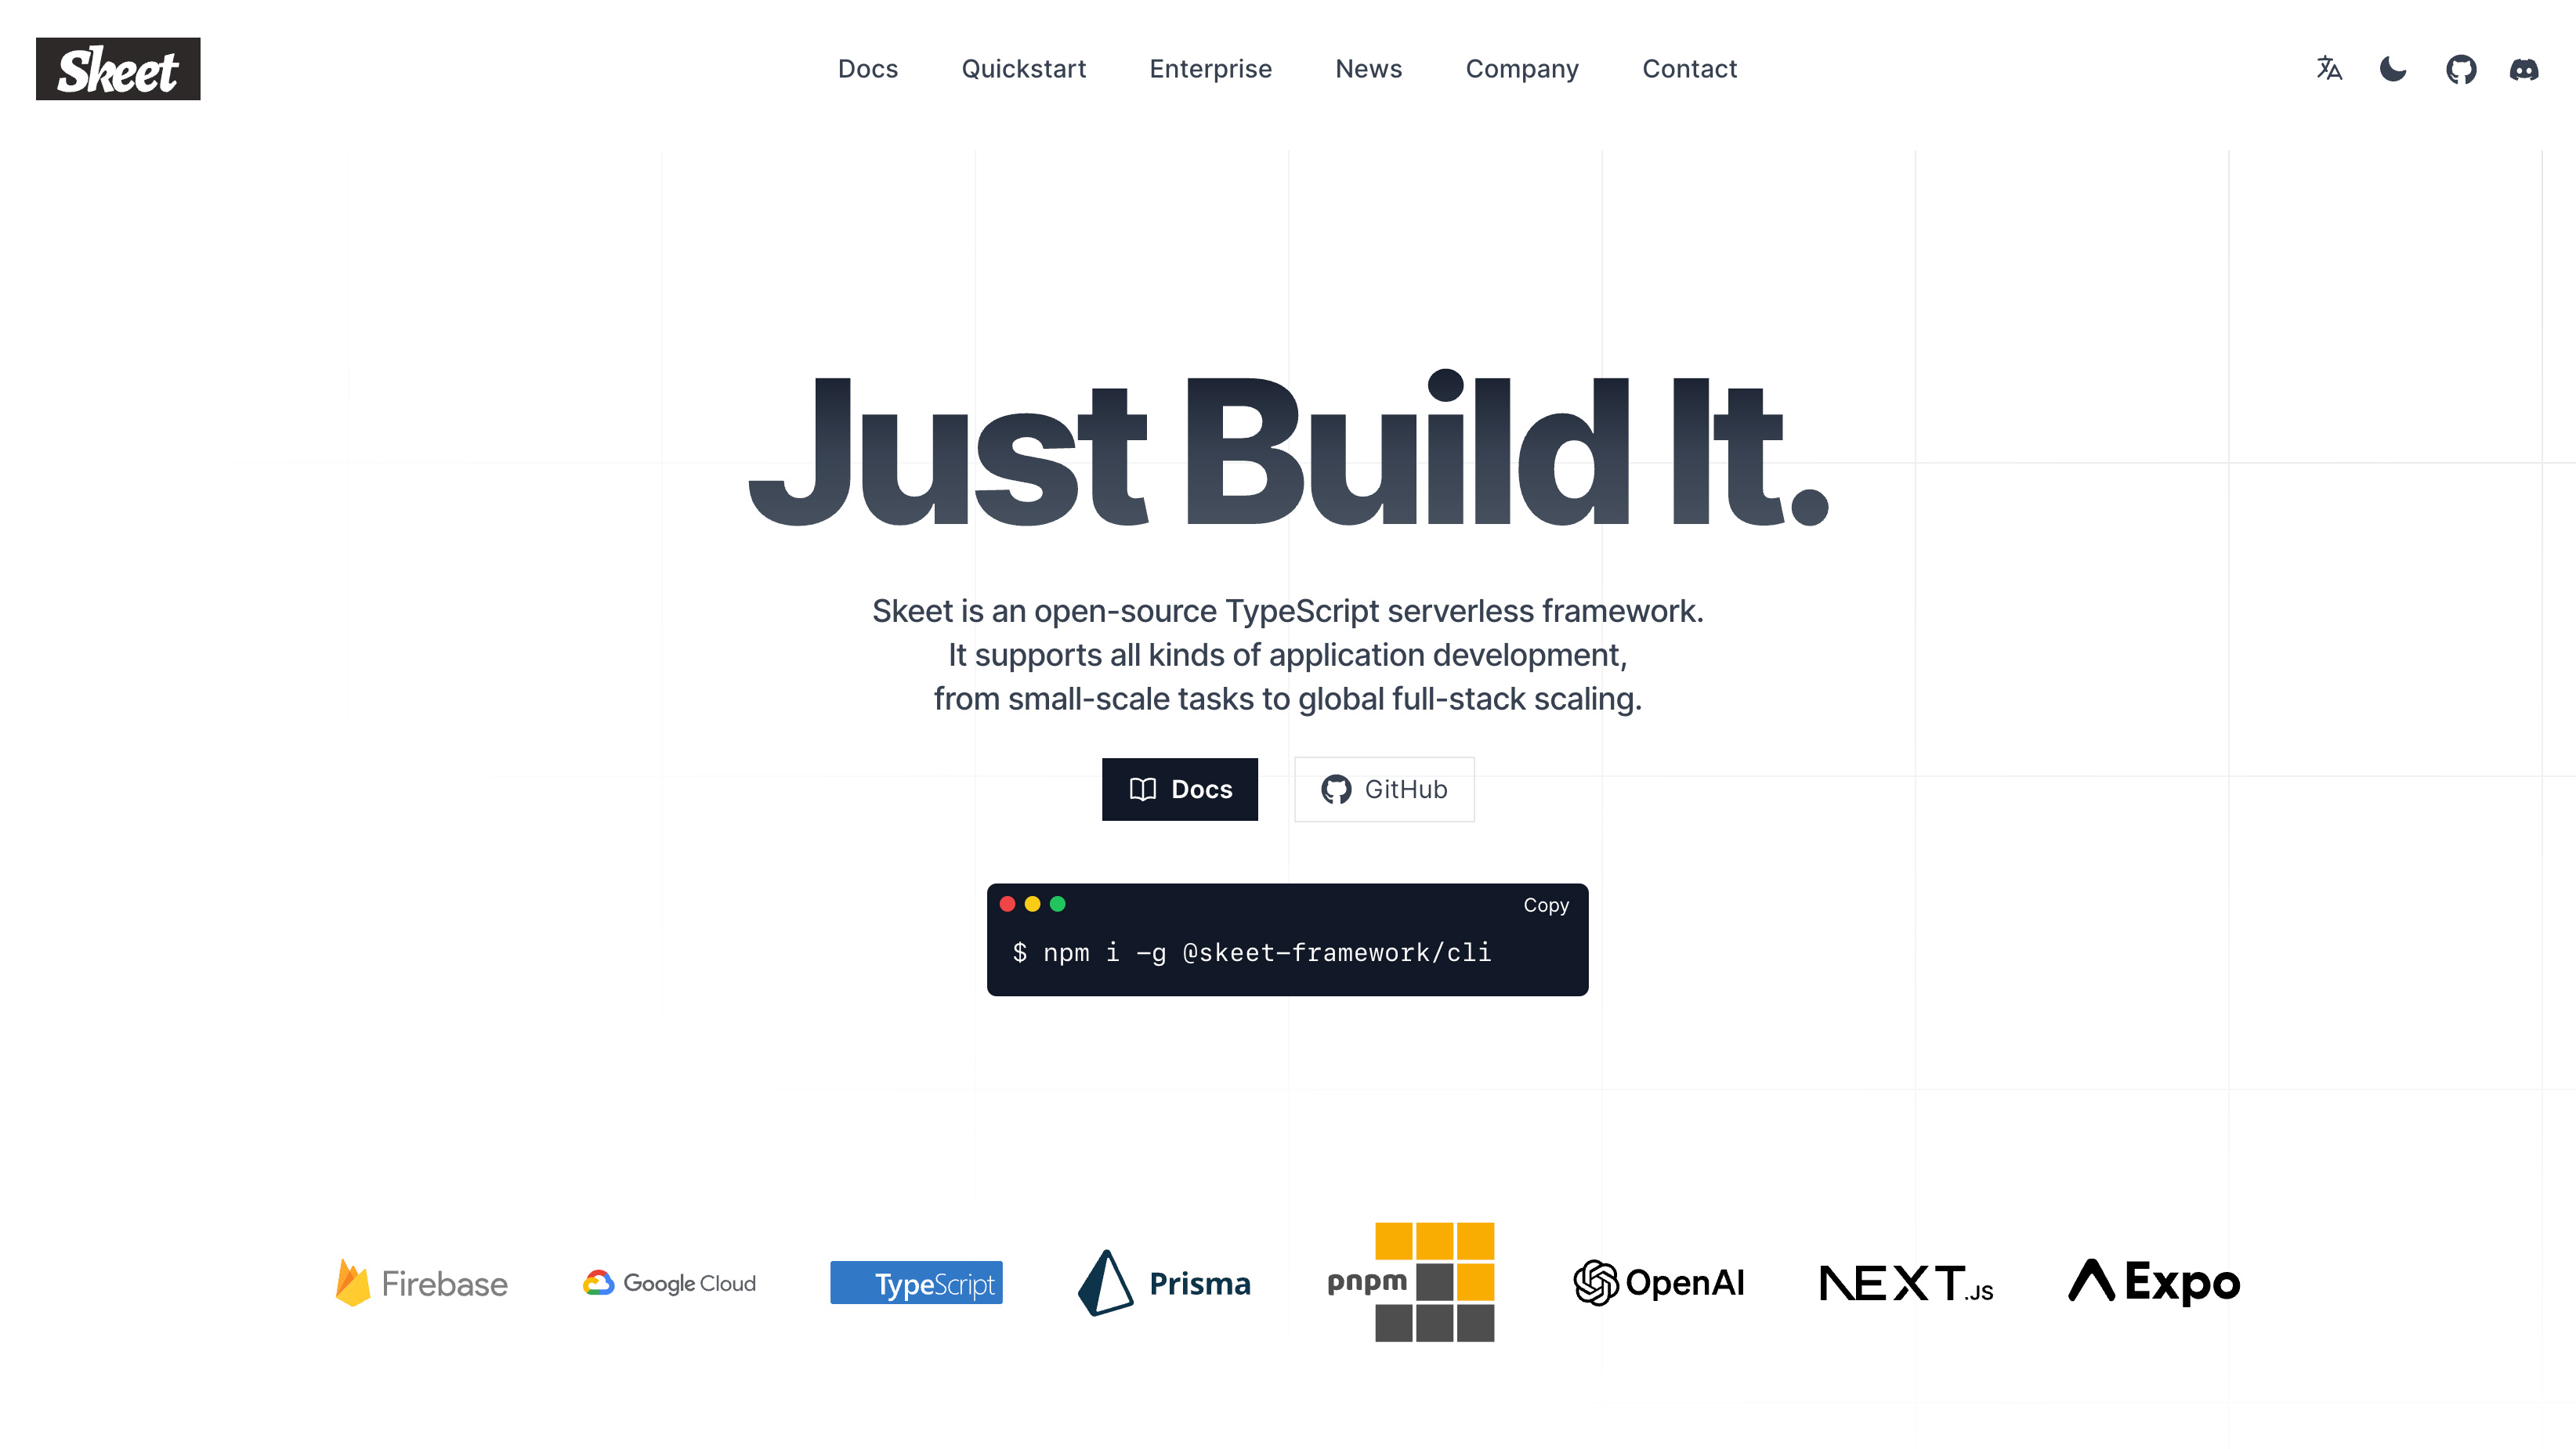 Skeet
Docs Quickstart Enterprise News Company Contact
Just Build It.
Skeet is an open-source TypeScript serverless framework.
It supports all kinds of application development,
from small-scale tasks to global full-stack scaling.
Docs GitHub
Copy
$ npm i -g @skeet-framework/cli
Firebase Google Cloud TypeScript Prisma pnpm OpenAI NEXT.JS Expo